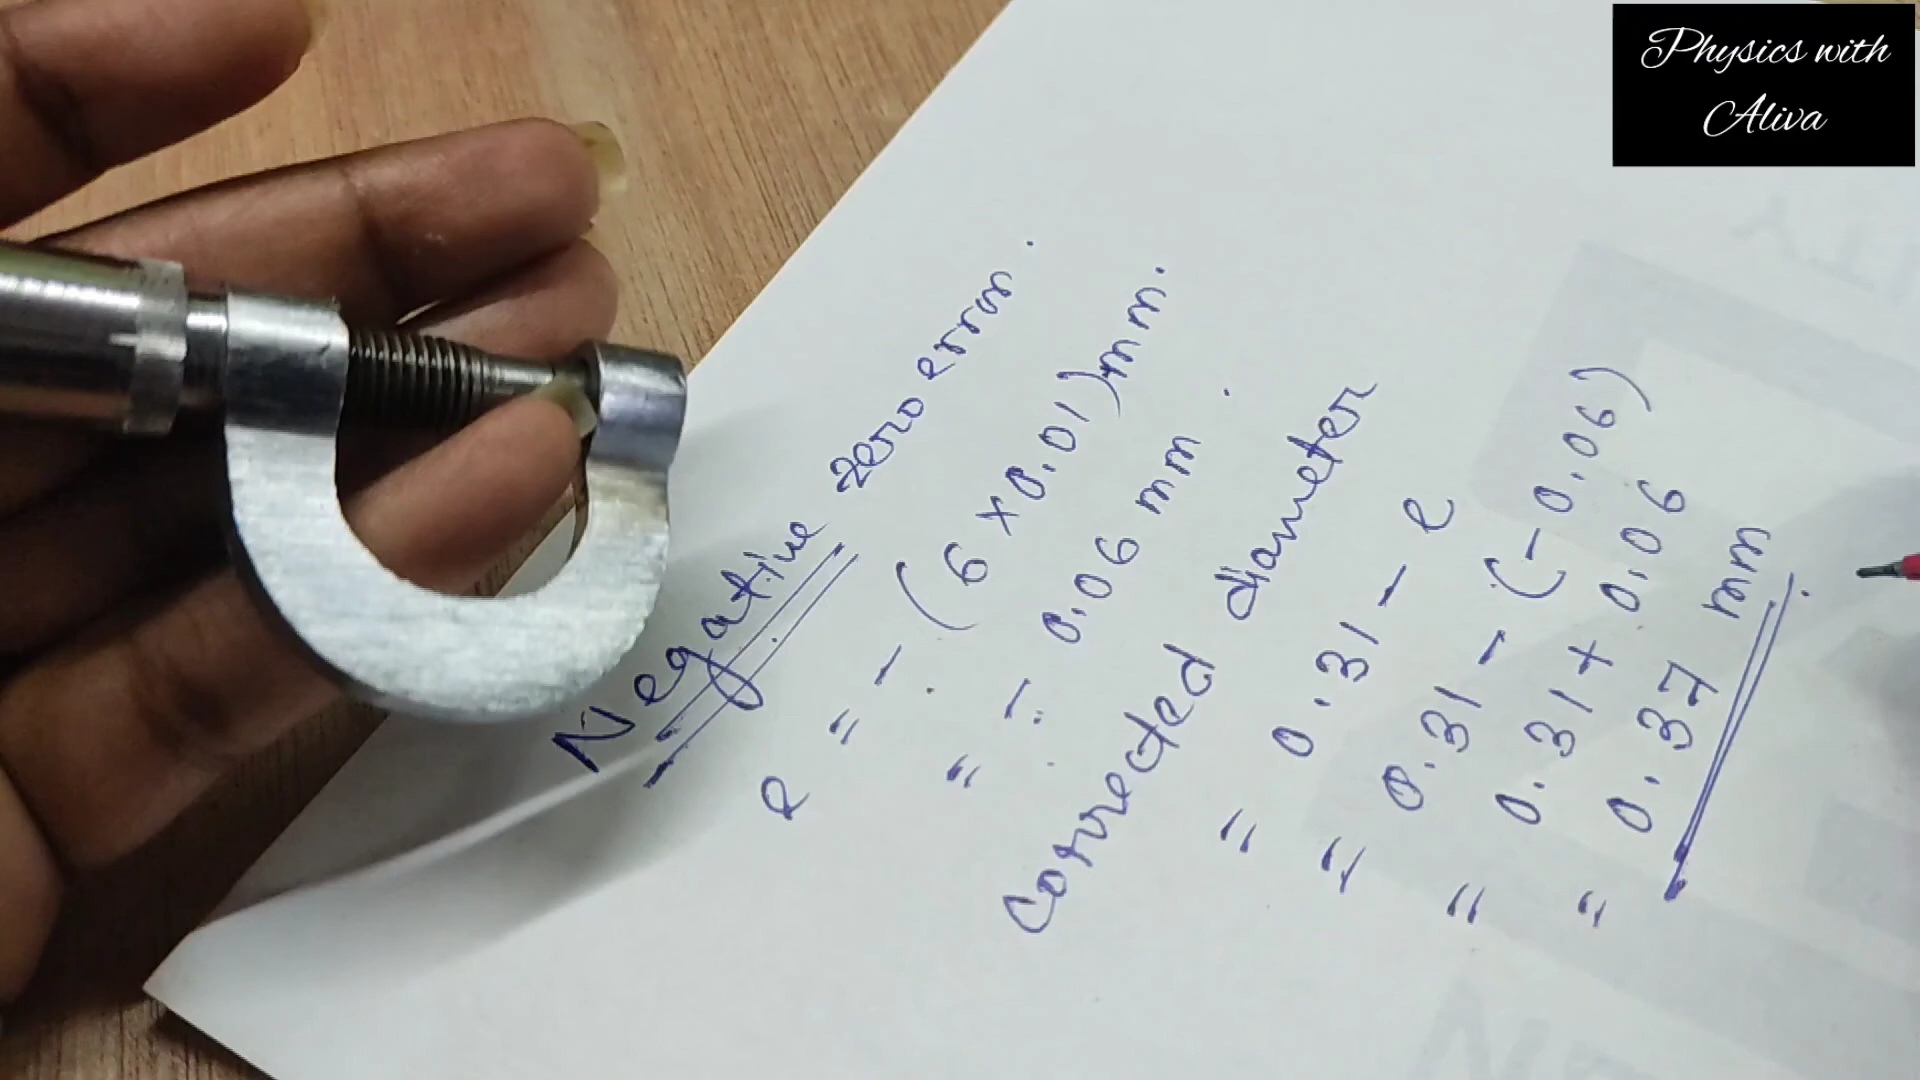 Physics with
Aliva
Negative zero error.
e = - (6 x 0.01) mm.
= - 0.06 mm.
Corrected diameter
= 0.31 - e
= 0.31 - (-0.06)
= 0.31 + 0.06
= 0.37 mm.